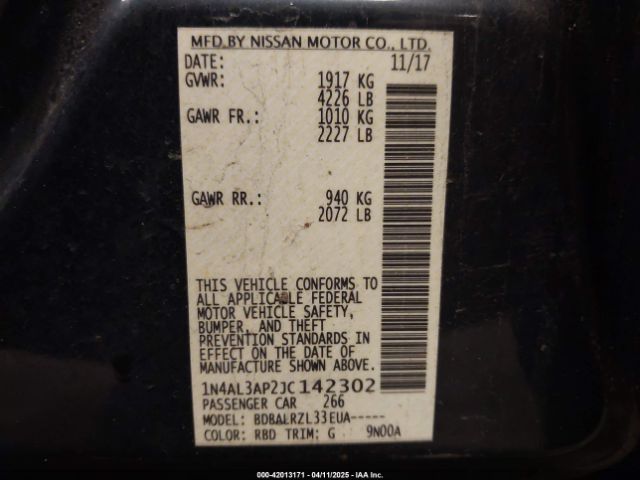 MFD.BY NISSAN MOTOR CO., LTD.
DATE: 11/17
GVWR: 1917 KG
4226 LB
GAWR FR.: 1010 KG
2227 LB
GAWR RR.: 940 KG
2072 LB
THIS VEHICLE CONFORMS TO
ALL APPLICABLE FEDERAL
MOTOR VEHICLE SAFETY,
BUMPER, AND THEFT
PREVENTION STANDARDS IN
EFFECT ON THE DATE OF
MANUFACTURE SHOWN ABOVE.
1N4AL3AP2JC142302
PASSENGER CAR 266
MODEL: BDBALRZL33EUA-----
COLOR: RBD TRIM: G 9N00A
000-42013171 - 04/11/2025 - IAA Inc.